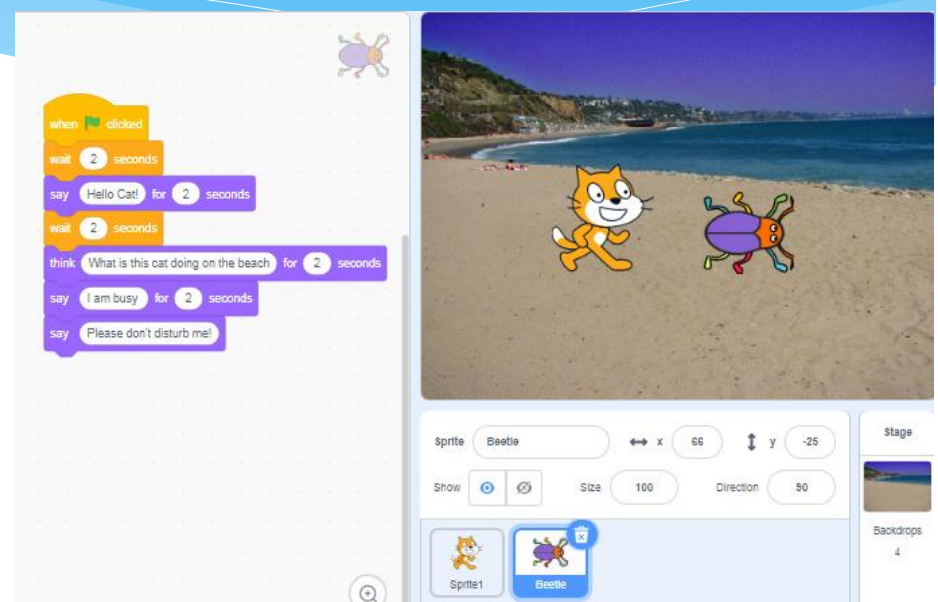 when clicked
wait 2 seconds
say Hello Cat! for 2 seconds
wait 2 seconds
think What is this cat doing on the beach for 2 seconds
say I am busy for 2 seconds
say Please don't disturb me!
Sprite Beetle x 66 y -25
Show Size 100 Direction 90
Sprite1 Beetle
Stage
Backdrops
4